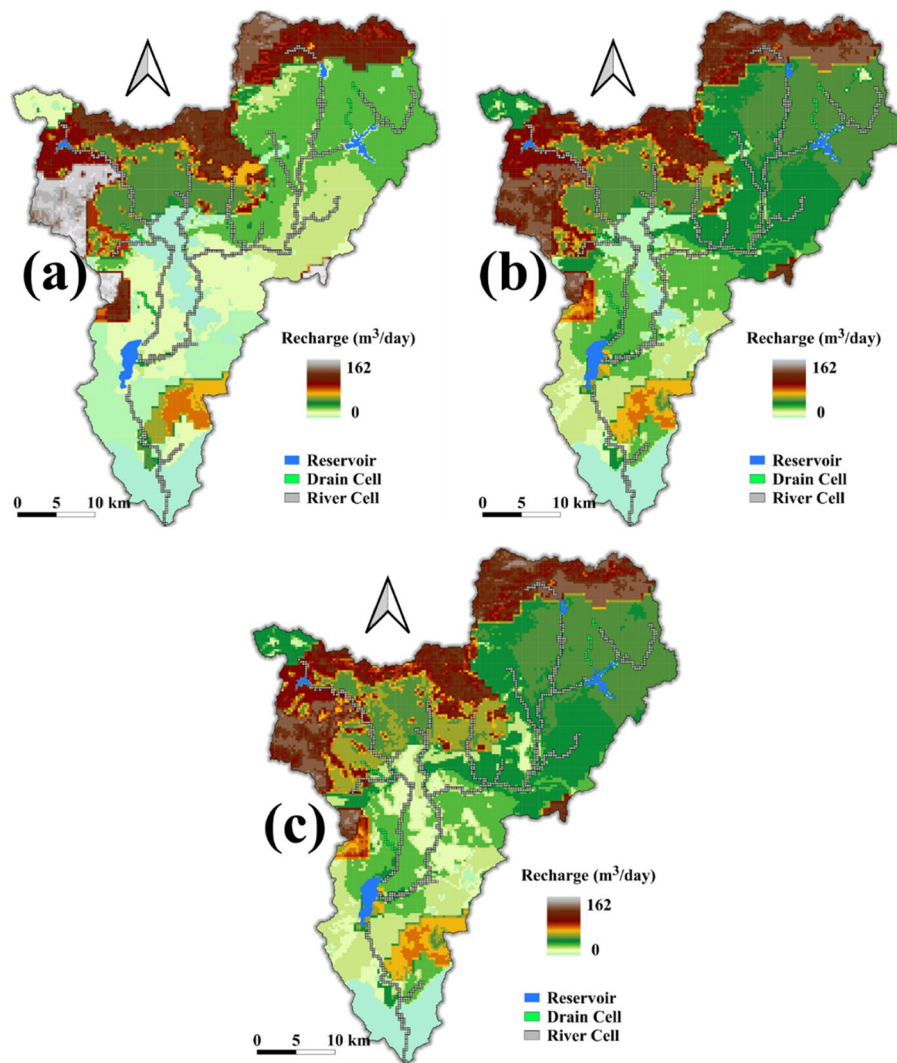 (a)
Recharge (m³/day)
162
0
Reservoir
Drain Cell
River Cell
0 5 10 km
(b)
Recharge (m³/day)
162
0
Reservoir
Drain Cell
River Cell
0 5 10 km
(c)
Recharge (m³/day)
162
0
Reservoir
Drain Cell
River Cell
0 5 10 km